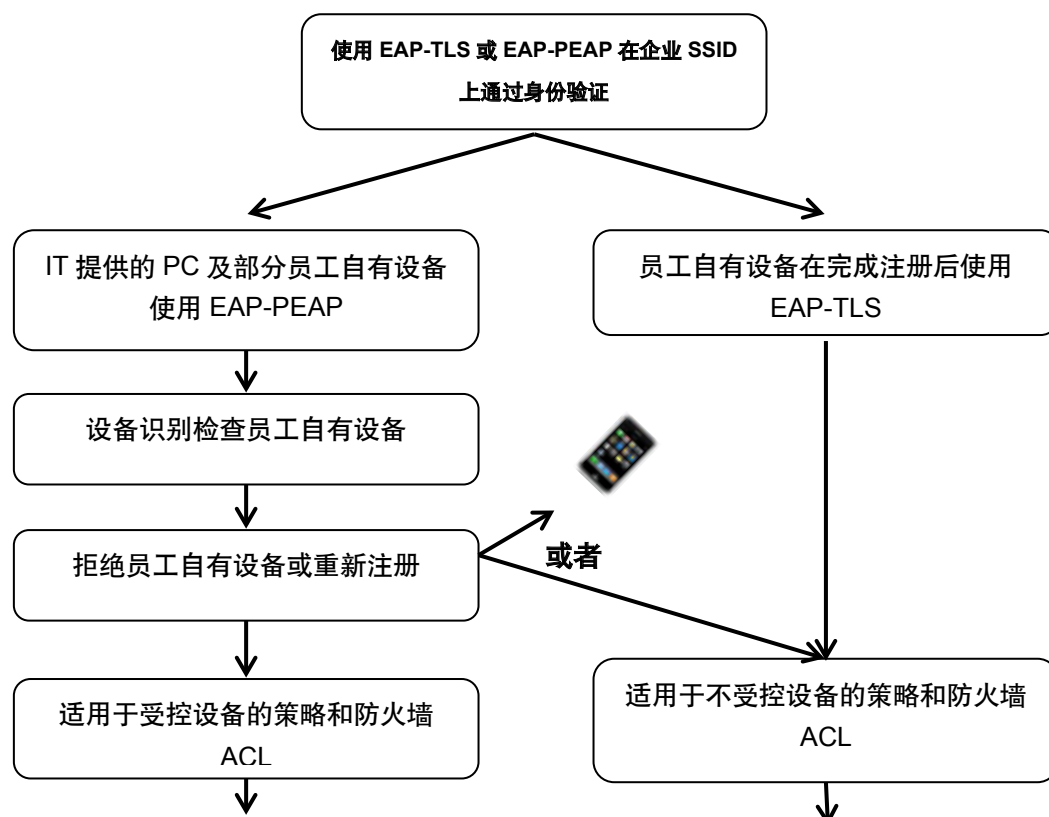 使用 EAP-TLS 或 EAP-PEAP 在企业 SSID
上通过身份验证
IT 提供的 PC 及部分员工自有设备
使用 EAP-PEAP
员工自有设备在完成注册后使用
EAP-TLS
设备识别检查员工自有设备
拒绝员工自有设备或重新注册
或者
适用于受控设备的策略和防火墙
ACL
适用于不受控设备的策略和防火墙
ACL